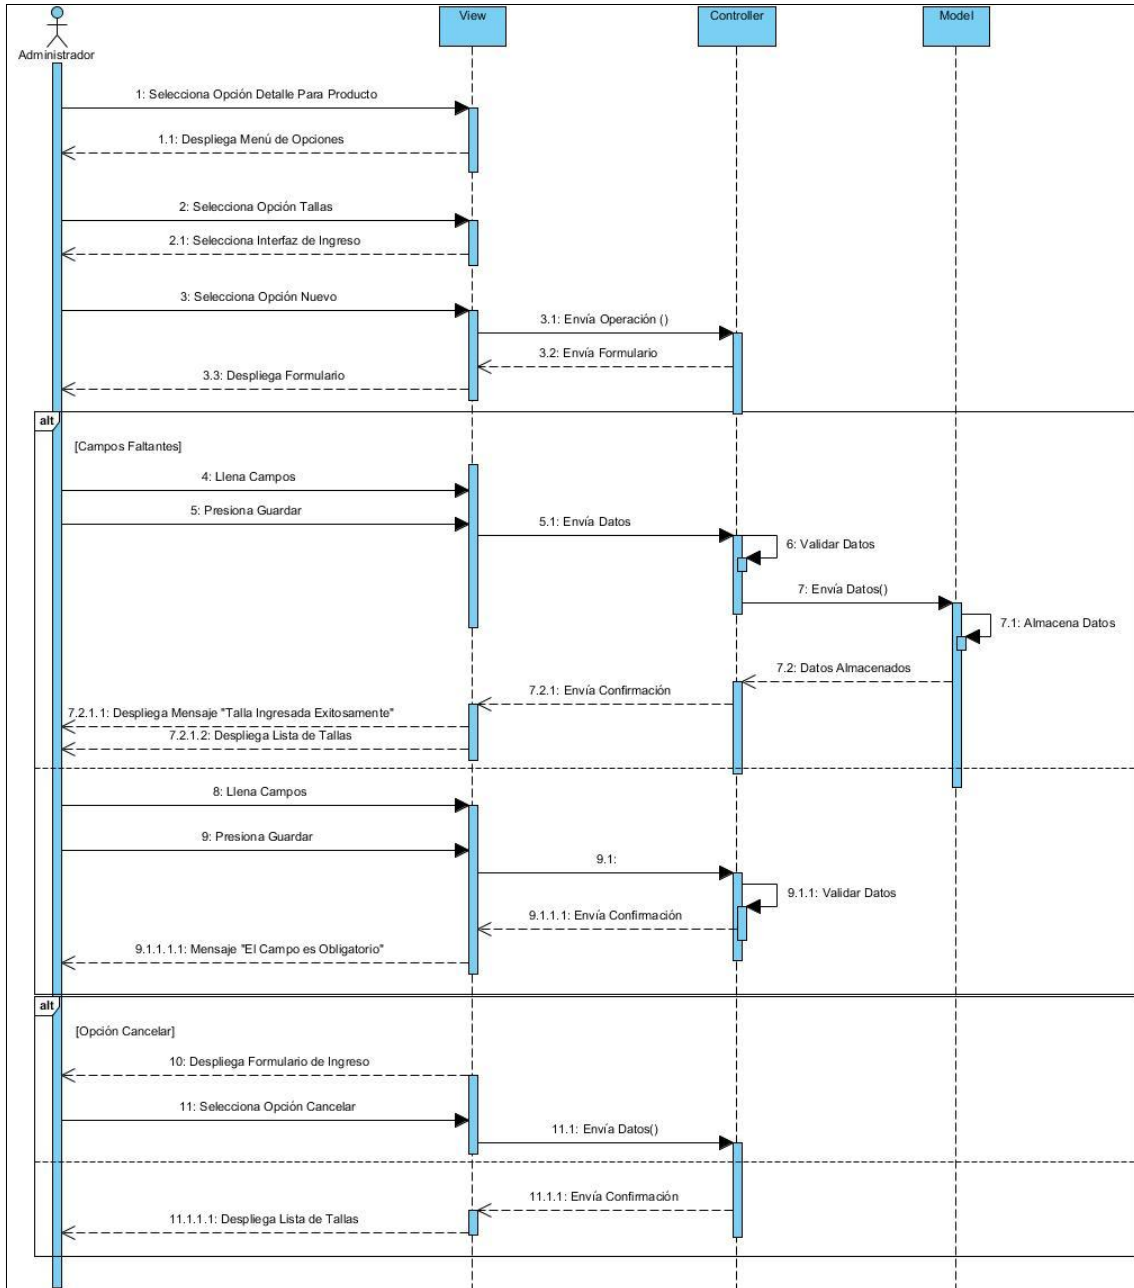 View
Controller
Model
Administrador
1: Selecciona Opción Detalle Para Producto
1.1: Despliega Menú de Opciones
2: Selecciona Opción Tallas
2.1: Selecciona Interfaz de Ingreso
3: Selecciona Opción Nuevo
3.1: Envía Operación ()
3.2: Envía Formulario
3.3: Despliega Formulario
alt
[Campos Faltantes]
4: Llena Campos
5: Presiona Guardar
5.1: Envía Datos
6: Validar Datos
7: Envía Datos()
7.1: Almacena Datos
7.2: Datos Almacenados
7.2.1: Envía Confirmación
7.2.1.1: Despliega Mensaje "Talla Ingresada Exitosamente"
7.2.1.2: Despliega Lista de Tallas
8: Llena Campos
9: Presiona Guardar
9.1:
9.1.1: Validar Datos
9.1.1.1: Envía Confirmación
9.1.1.1.1: Mensaje "El Campo es Obligatorio"
alt
[Opción Cancelar]
10: Despliega Formulario de Ingreso
11: Selecciona Opción Cancelar
11.1: Envía Datos()
11.1.1: Envía Confirmación
11.1.1.1: Despliega Lista de Tallas